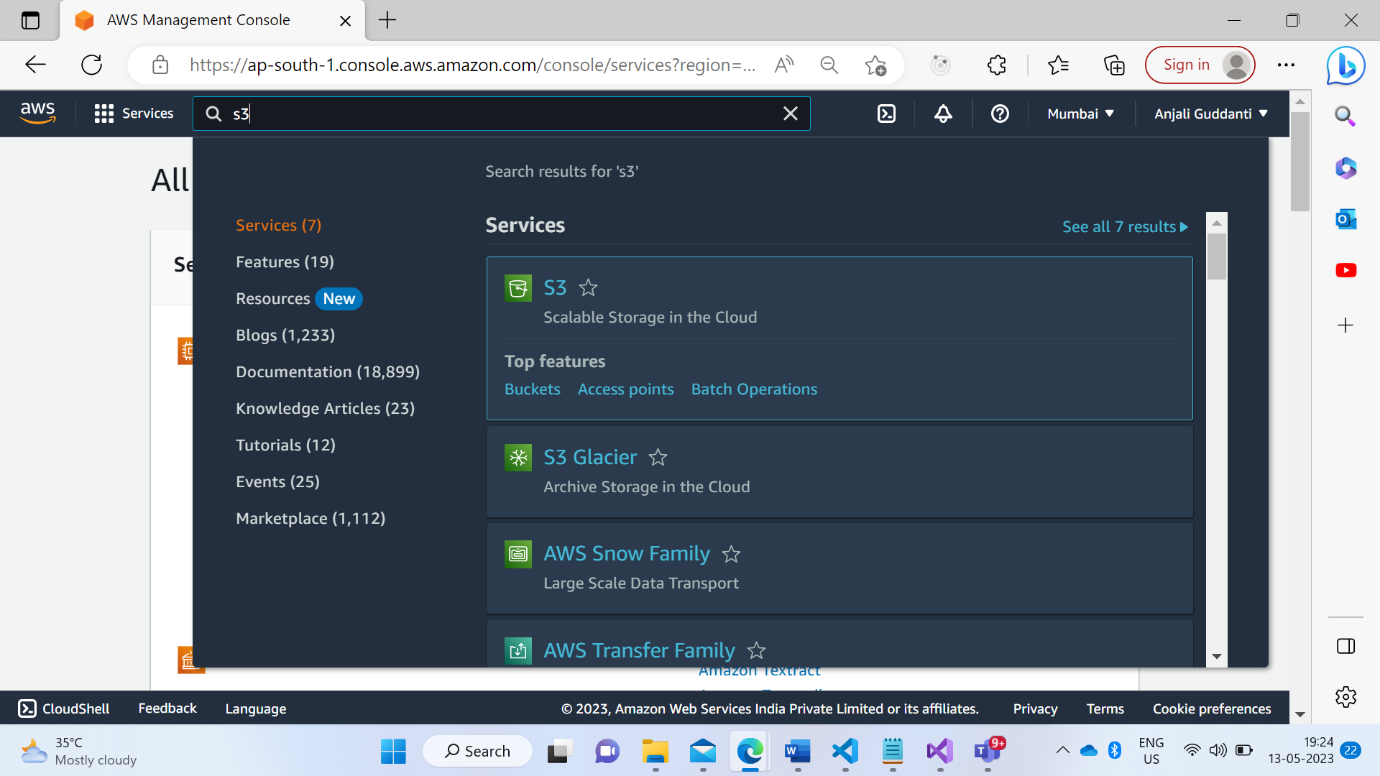 AWS Management Console
https://ap-south-1.console.aws.amazon.com/console/services?region=...
Sign in
aws
Services
s3
Mumbai
Anjali Guddanti
All
Se
Search results for 's3'
Services (7)
Features (19)
Resources New
Blogs (1,233)
Documentation (18,899)
Knowledge Articles (23)
Tutorials (12)
Events (25)
Marketplace (1,112)
Services
See all 7 results
S3
Scalable Storage in the Cloud
Top features
Buckets Access points Batch Operations
S3 Glacier
Archive Storage in the Cloud
AWS Snow Family
Large Scale Data Transport
AWS Transfer Family
Amazon Textract
CloudShell Feedback Language © 2023, Amazon Web Services India Private Limited or its affiliates. Privacy Terms Cookie preferences
35°C
Mostly cloudy
Search
9+
ENG
US
19:24
13-05-2023
22